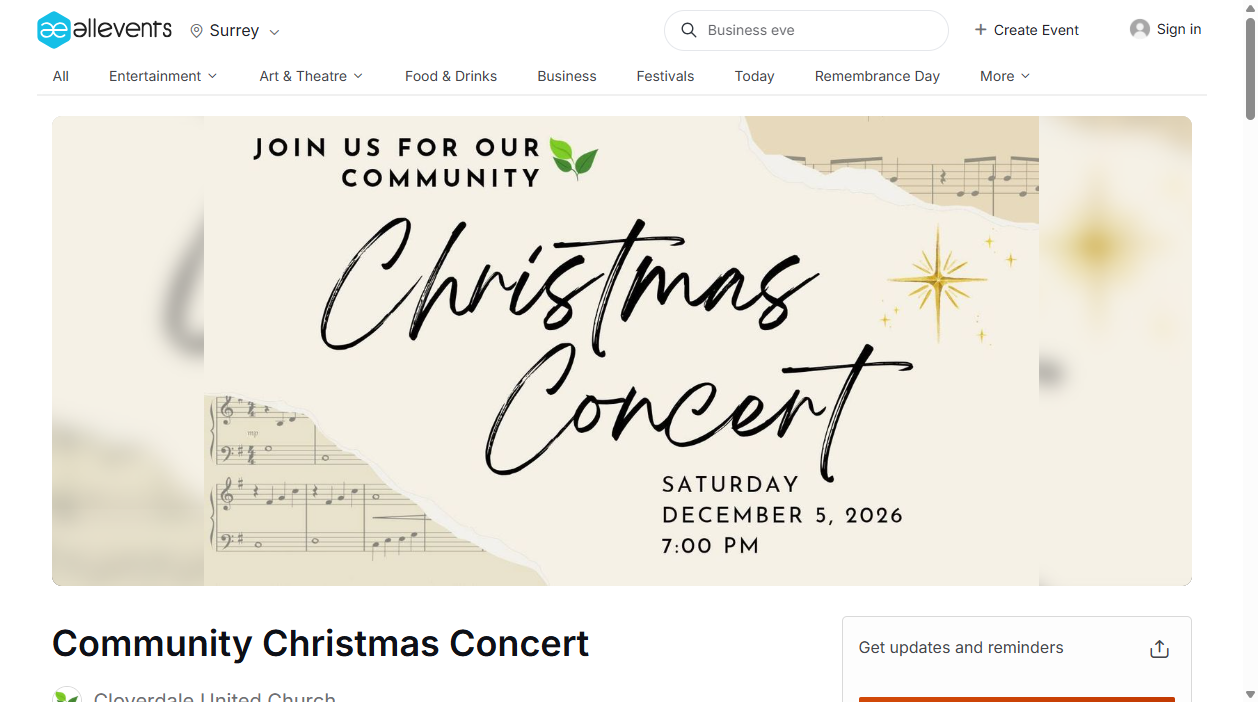 æ allevents
Surrey
Business eve
Create Event
Sign in
All
Entertainment
Art & Theatre
Food & Drinks
Business
Festivals
Today
Remembrance Day
More
JOIN US FOR OUR
COMMUNITY
Christmas
Concert
mp
SATURDAY
DECEMBER 5, 2026
7:00 PM
Community Christmas Concert
Get updates and reminders
Cloverdale United Church